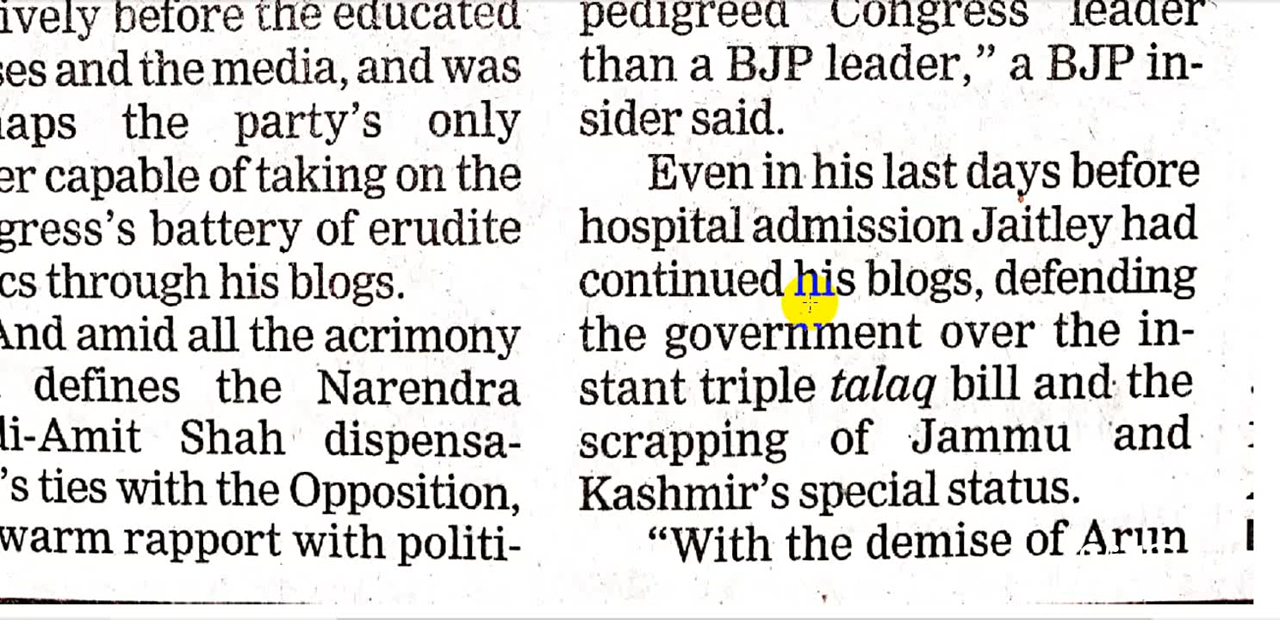 ively before the educated
ses and the media, and was
haps the party's only
er capable of taking on the
gress's battery of erudite
cs through his blogs.
And amid all the acrimony
defines the Narendra
di-Amit Shah dispensa-
's ties with the Opposition,
warm rapport with politi-
pedigreed Congress leader
than a BJP leader,” a BJP in-
sider said.
Even in his last days before
hospital admission Jaitley had
continued his blogs, defending
the government over the in-
stant triple talaq bill and the
scrapping of Jammu and
Kashmir's special status.
“With the demise of Arun